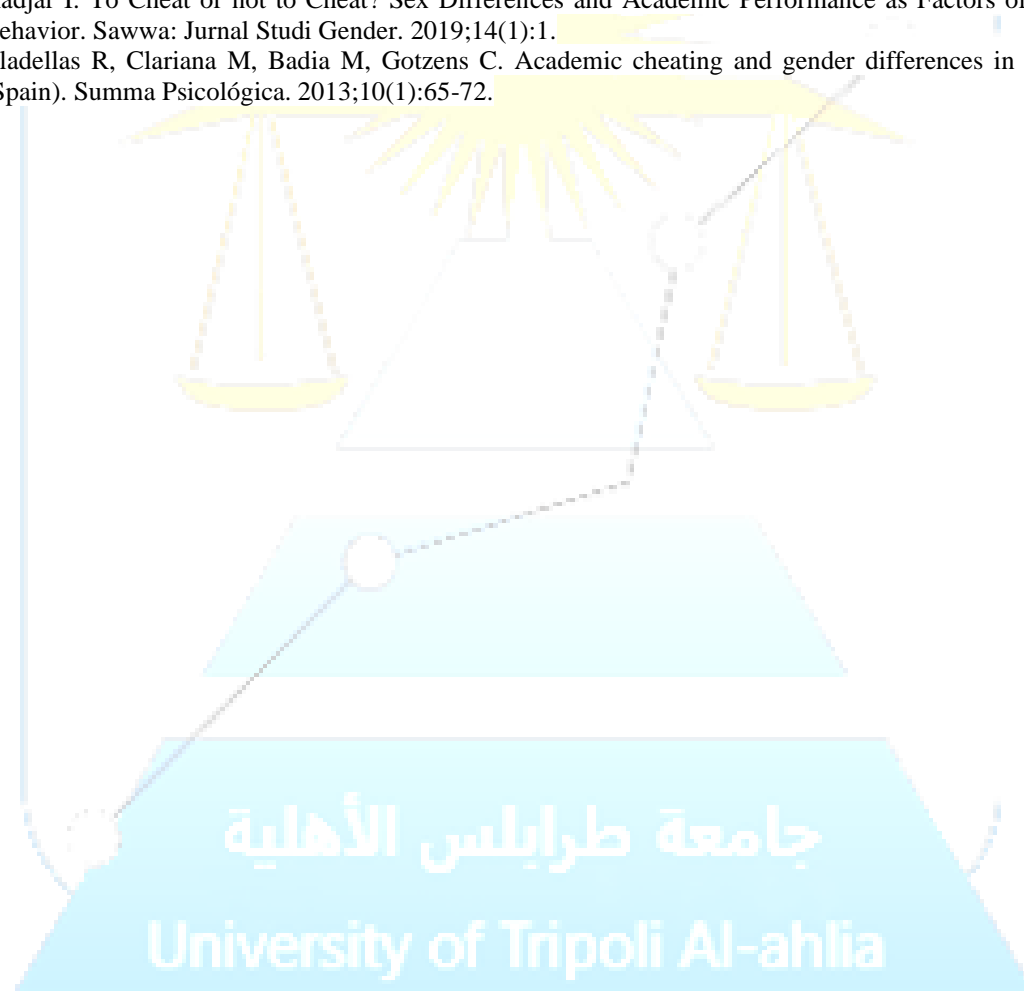 To Cheat or not to Cheat? Sex Differences and Academic Performance as Factors
ehavior. Sawwa: Jurnal Studi Gender. 2019;14(1):1.
ladellas R, Clariana M, Badia M, Gotzens C. Academic cheating and gender differences in
Spain). Summa Psicológica. 2013;10(1):65-72.
جامعة طرابلس الأهلية
University of Tripoli Al-ahlia